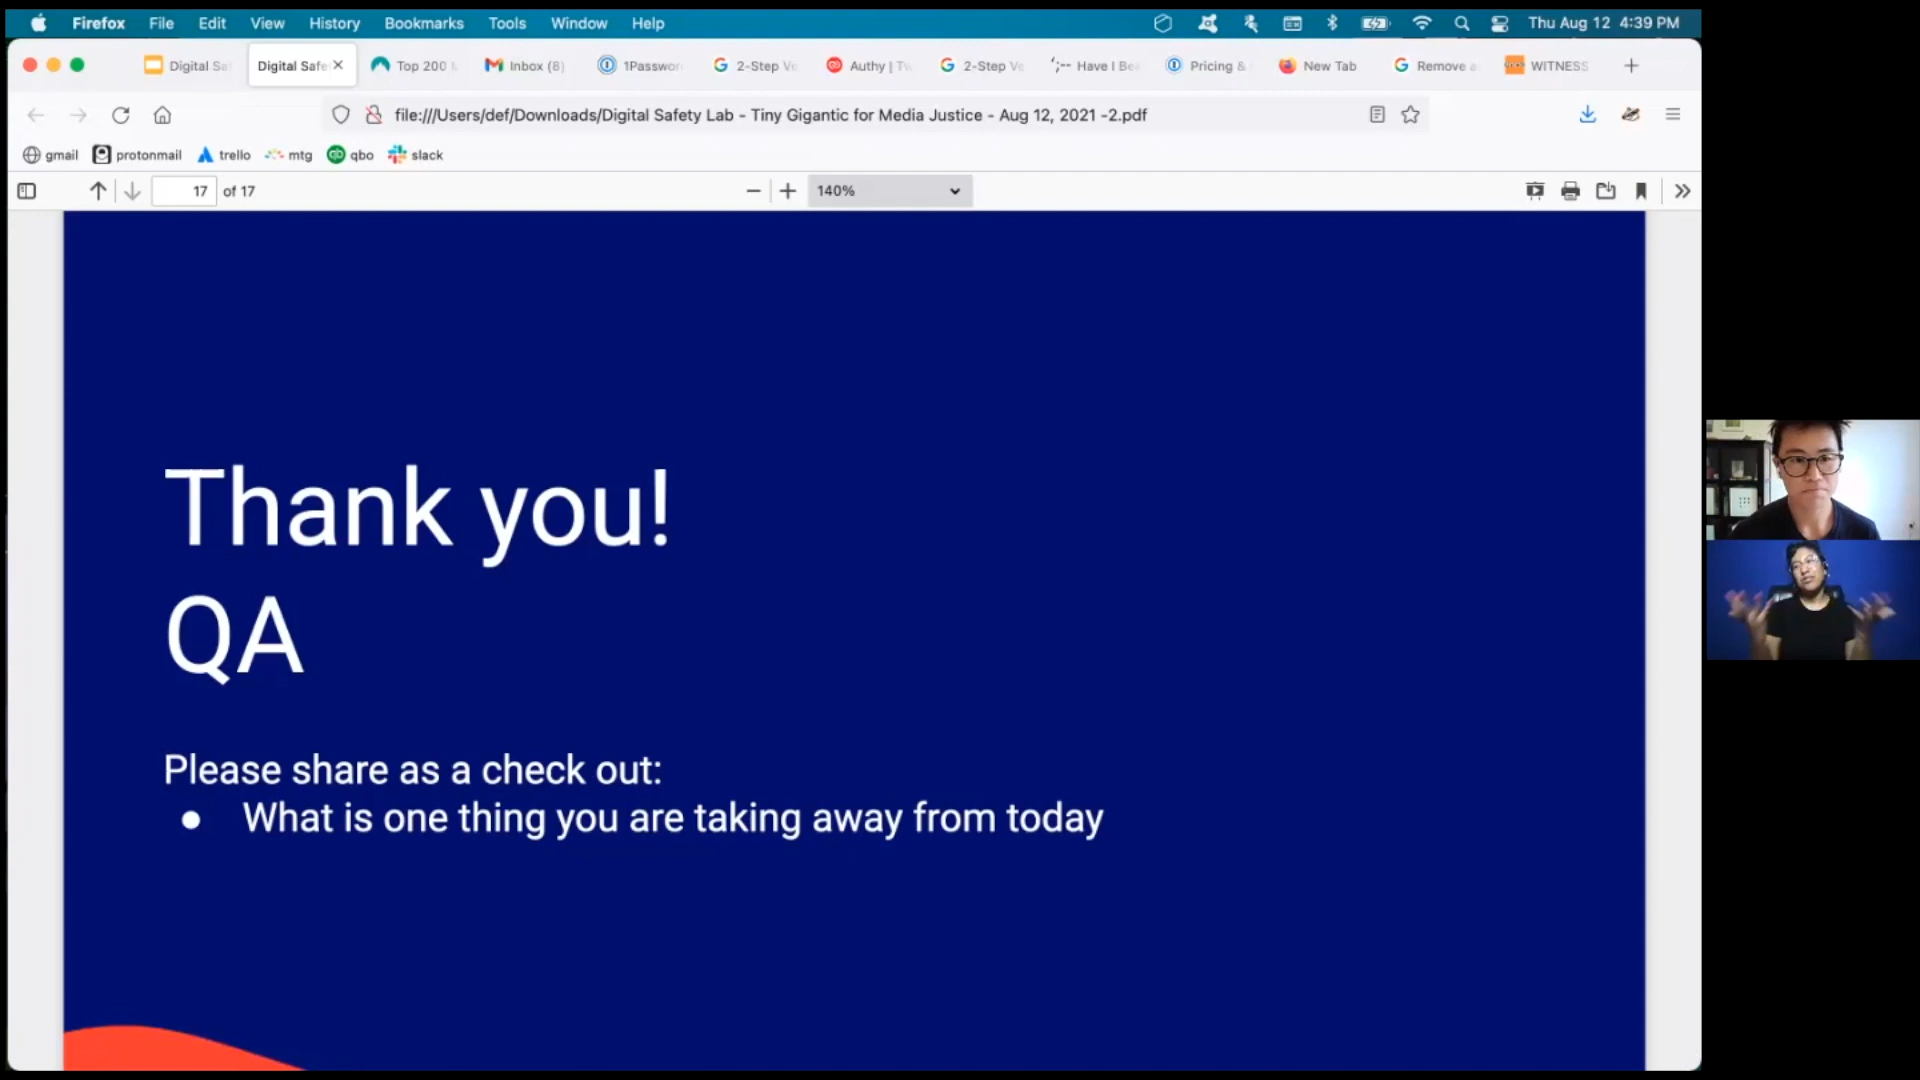 Firefox File Edit View History Bookmarks Tools Window Help Thu Aug 12 4:39 PM
Digital Sa Digital Safe Top 200 Inbox (8) 1Passwor 2-Step Ve Authy | Tw 2-Step Ve Have I Be Pricing & New Tab Remove a WITNESS
file:///Users/def/Downloads/Digital Safety Lab - Tiny Gigantic for Media Justice - Aug 12, 2021 -2.pdf
gmail protonmail trello mtg qbo slack
17 of 17 140%
Thank you!
QA
Please share as a check out:
● What is one thing you are taking away from today